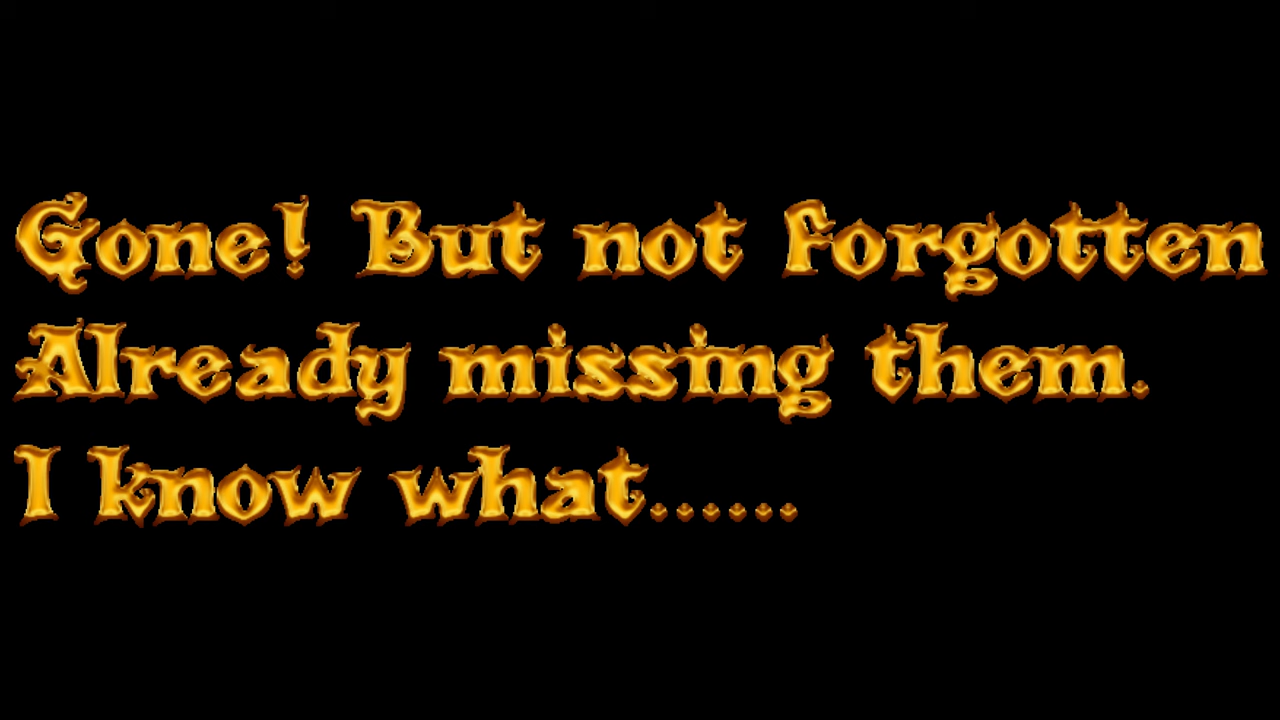 Gone! But not forgotten
Already missing them.
I know what......